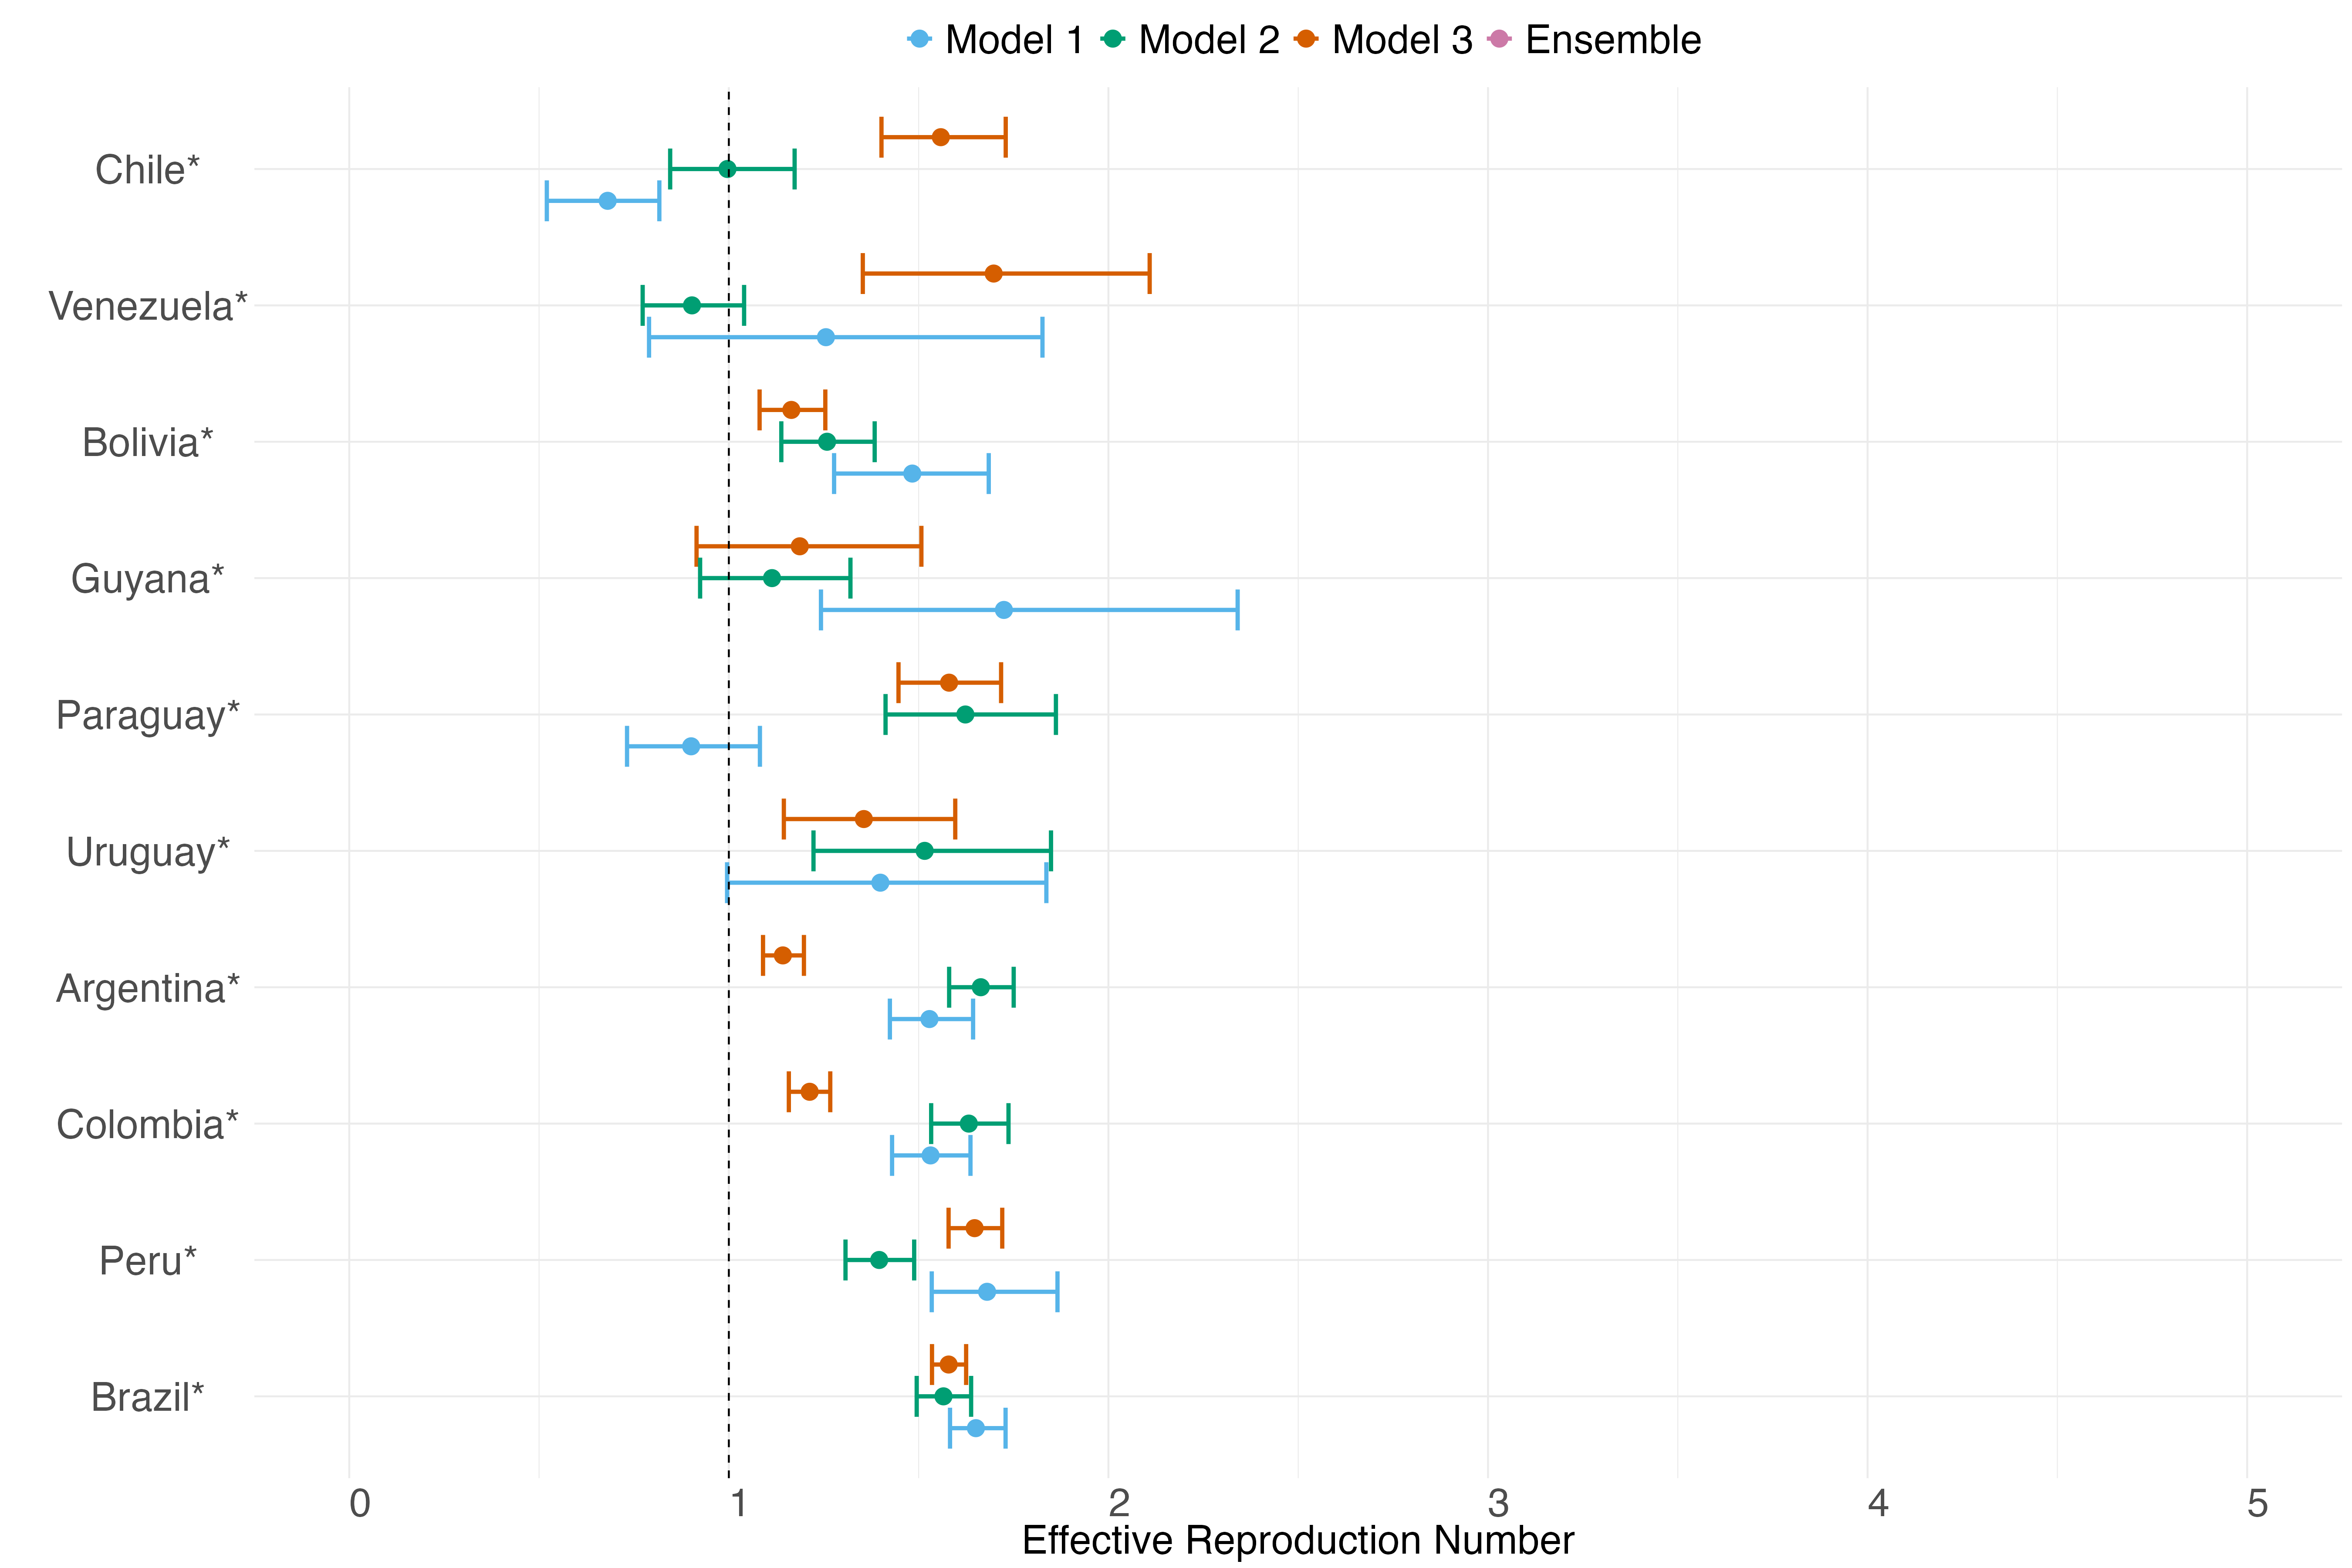 Model 1 Model 2 Model 3 Ensemble
Chile*
Venezuela*
Bolivia*
Guyana*
Paraguay*
Uruguay*
Argentina*
Colombia*
Peru*
Brazil*
0 1 2 3 4 5
Effective Reproduction Number